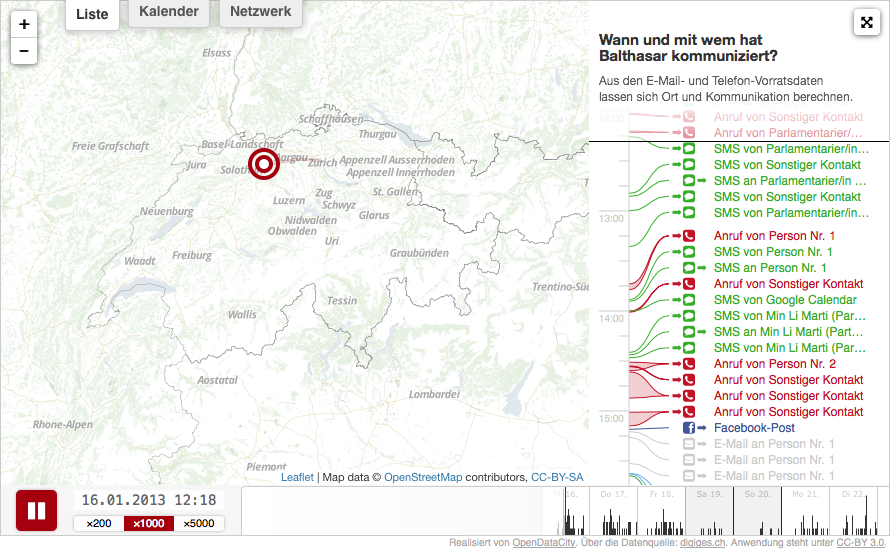 +
−
Liste
Kalender
Netzwerk
Elsass
Schaffhausen
Thurgau
Freie Grafschaft
Basel-Landschaft
Jura
Aargau
Zürich
Appenzell Ausserrhoden
Appenzell Innerrhoden
St. Gallen
Zug
Luzern
Schwyz
Neuenburg
Nidwalden
Glarus
Obwalden
Uri
Freiburg
Graubünden
Waadt
Tessin
Wallis
Aostatal
Lombardei
Rhone-Alpen
Piemont
Leaflet | Map data © OpenStreetMap contributors, CC-BY-SA
Wann und mit wem hat
Balthasar kommuniziert?
Aus den E-Mail- und Telefon-Vorratsdaten
lassen sich Ort und Kommunikation berechnen.
12:00
Anruf von Sonstiger Kontakt
Anruf von Parlamentarier/…
SMS von Parlamentarier/in…
SMS von Sonstiger Kontakt
SMS an Parlamentarier/in …
SMS von Sonstiger Kontakt
SMS von Parlamentarier/in…
13:00
Anruf von Person Nr. 1
SMS von Person Nr. 1
SMS an Person Nr. 1
Anruf von Sonstiger Kontakt
SMS von Google Calendar
SMS von Min Li Marti (Par…
14:00
SMS an Min Li Marti (Part…
SMS von Min Li Marti (Par…
Anruf von Person Nr. 2
Anruf von Sonstiger Kontakt
Anruf von Sonstiger Kontakt
Anruf von Sonstiger Kontakt
15:00
Facebook-Post
E-Mail an Person Nr. 1
E-Mail an Person Nr. 1
E-Mail an Person Nr. 1
16.01.2013 12:18
×200
×1000
×5000
16.
Do 17.
Fr 18.
Sa 19.
So 20.
Mo 21.
Di 22.
Realisiert von OpenDataCity. Über die Datenquelle: digiges.ch. Anwendung steht unter CC-BY 3.0.